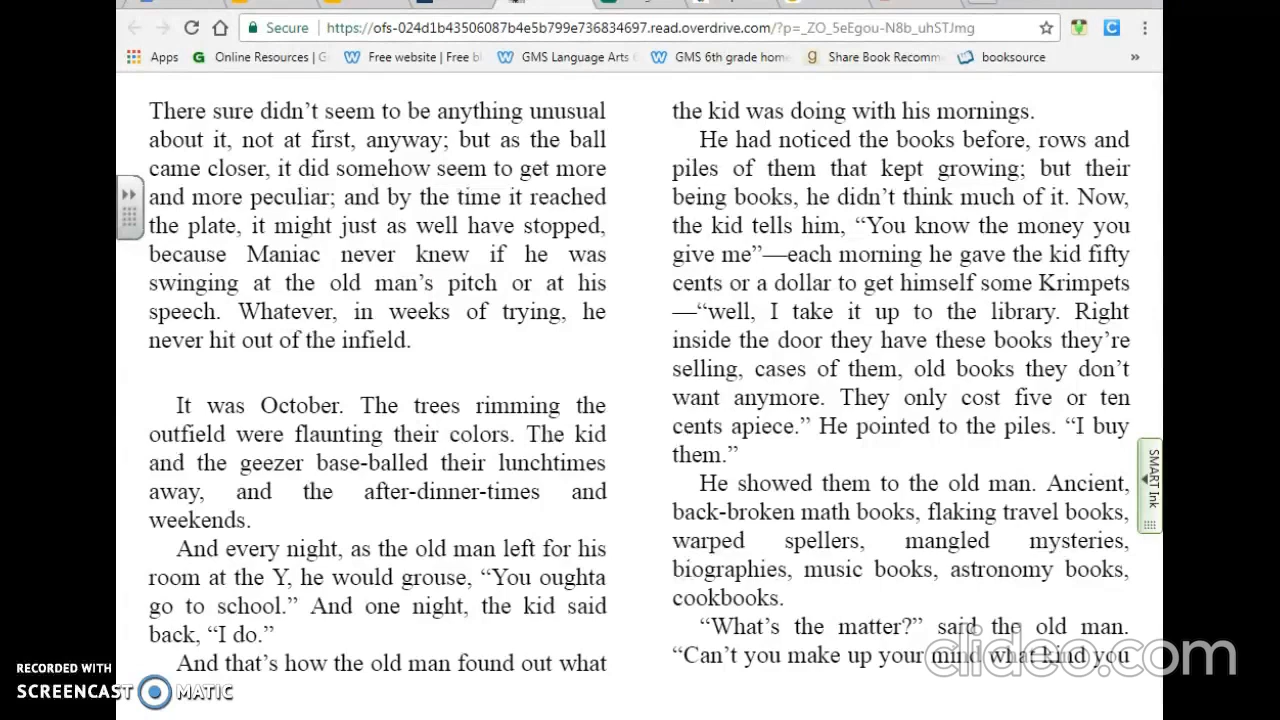 Secure
https://ofs-024d1b43506087b4e5b799e736834697.read.overdrive.com/?p=_ZO_5eEgou-N8b_uhSTJmg
Apps
Online Resources | G
Free website | Free bl
GMS Language Arts 6
GMS 6th grade home
Share Book Recomm
booksource
There sure didn’t seem to be anything unusual
about it, not at first, anyway; but as the ball
came closer, it did somehow seem to get more
and more peculiar; and by the time it reached
the plate, it might just as well have stopped,
because Maniac never knew if he was
swinging at the old man’s pitch or at his
speech. Whatever, in weeks of trying, he
never hit out of the infield.
It was October. The trees rimming the
outfield were flaunting their colors. The kid
and the geezer base-balled their lunchtimes
away, and the after-dinner-times and
weekends.
And every night, as the old man left for his
room at the Y, he would grouse, “You oughta
go to school.” And one night, the kid said
back, “I do.”
And that’s how the old man found out what
the kid was doing with his mornings.
He had noticed the books before, rows and
piles of them that kept growing; but their
being books, he didn’t think much of it. Now,
the kid tells him, “You know the money you
give me”—each morning he gave the kid fifty
cents or a dollar to get himself some Krimpets
—“well, I take it up to the library. Right
inside the door they have these books they’re
selling, cases of them, old books they don’t
want anymore. They only cost five or ten
cents apiece.” He pointed to the piles. “I buy
them.”
He showed them to the old man. Ancient,
back-broken math books, flaking travel books,
warped spellers, mangled mysteries,
biographies, music books, astronomy books,
cookbooks.
“What’s the matter?” said the old man.
“Can’t you make up your mind what kind you
SMART Ink
RECORDED WITH
SCREENCAST MATIC
clideo.com